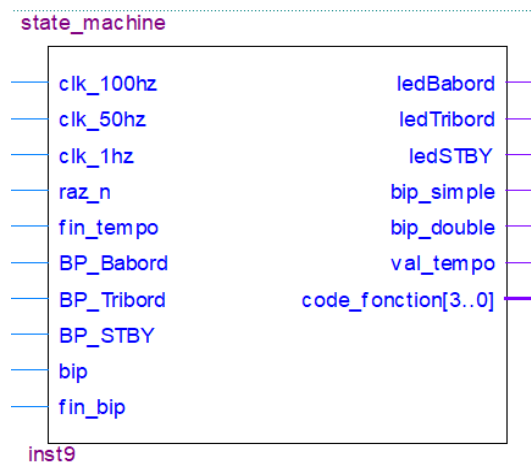 state_machine
clk_100hz ledBabord
clk_50hz ledTribord
clk_1hz ledSTBY
raz_n bip_simple
fin_tempo bip_double
BP_Babord val_tempo
BP_Tribord code_fonction[3..0]
BP_STBY
bip
fin_bip
inst9